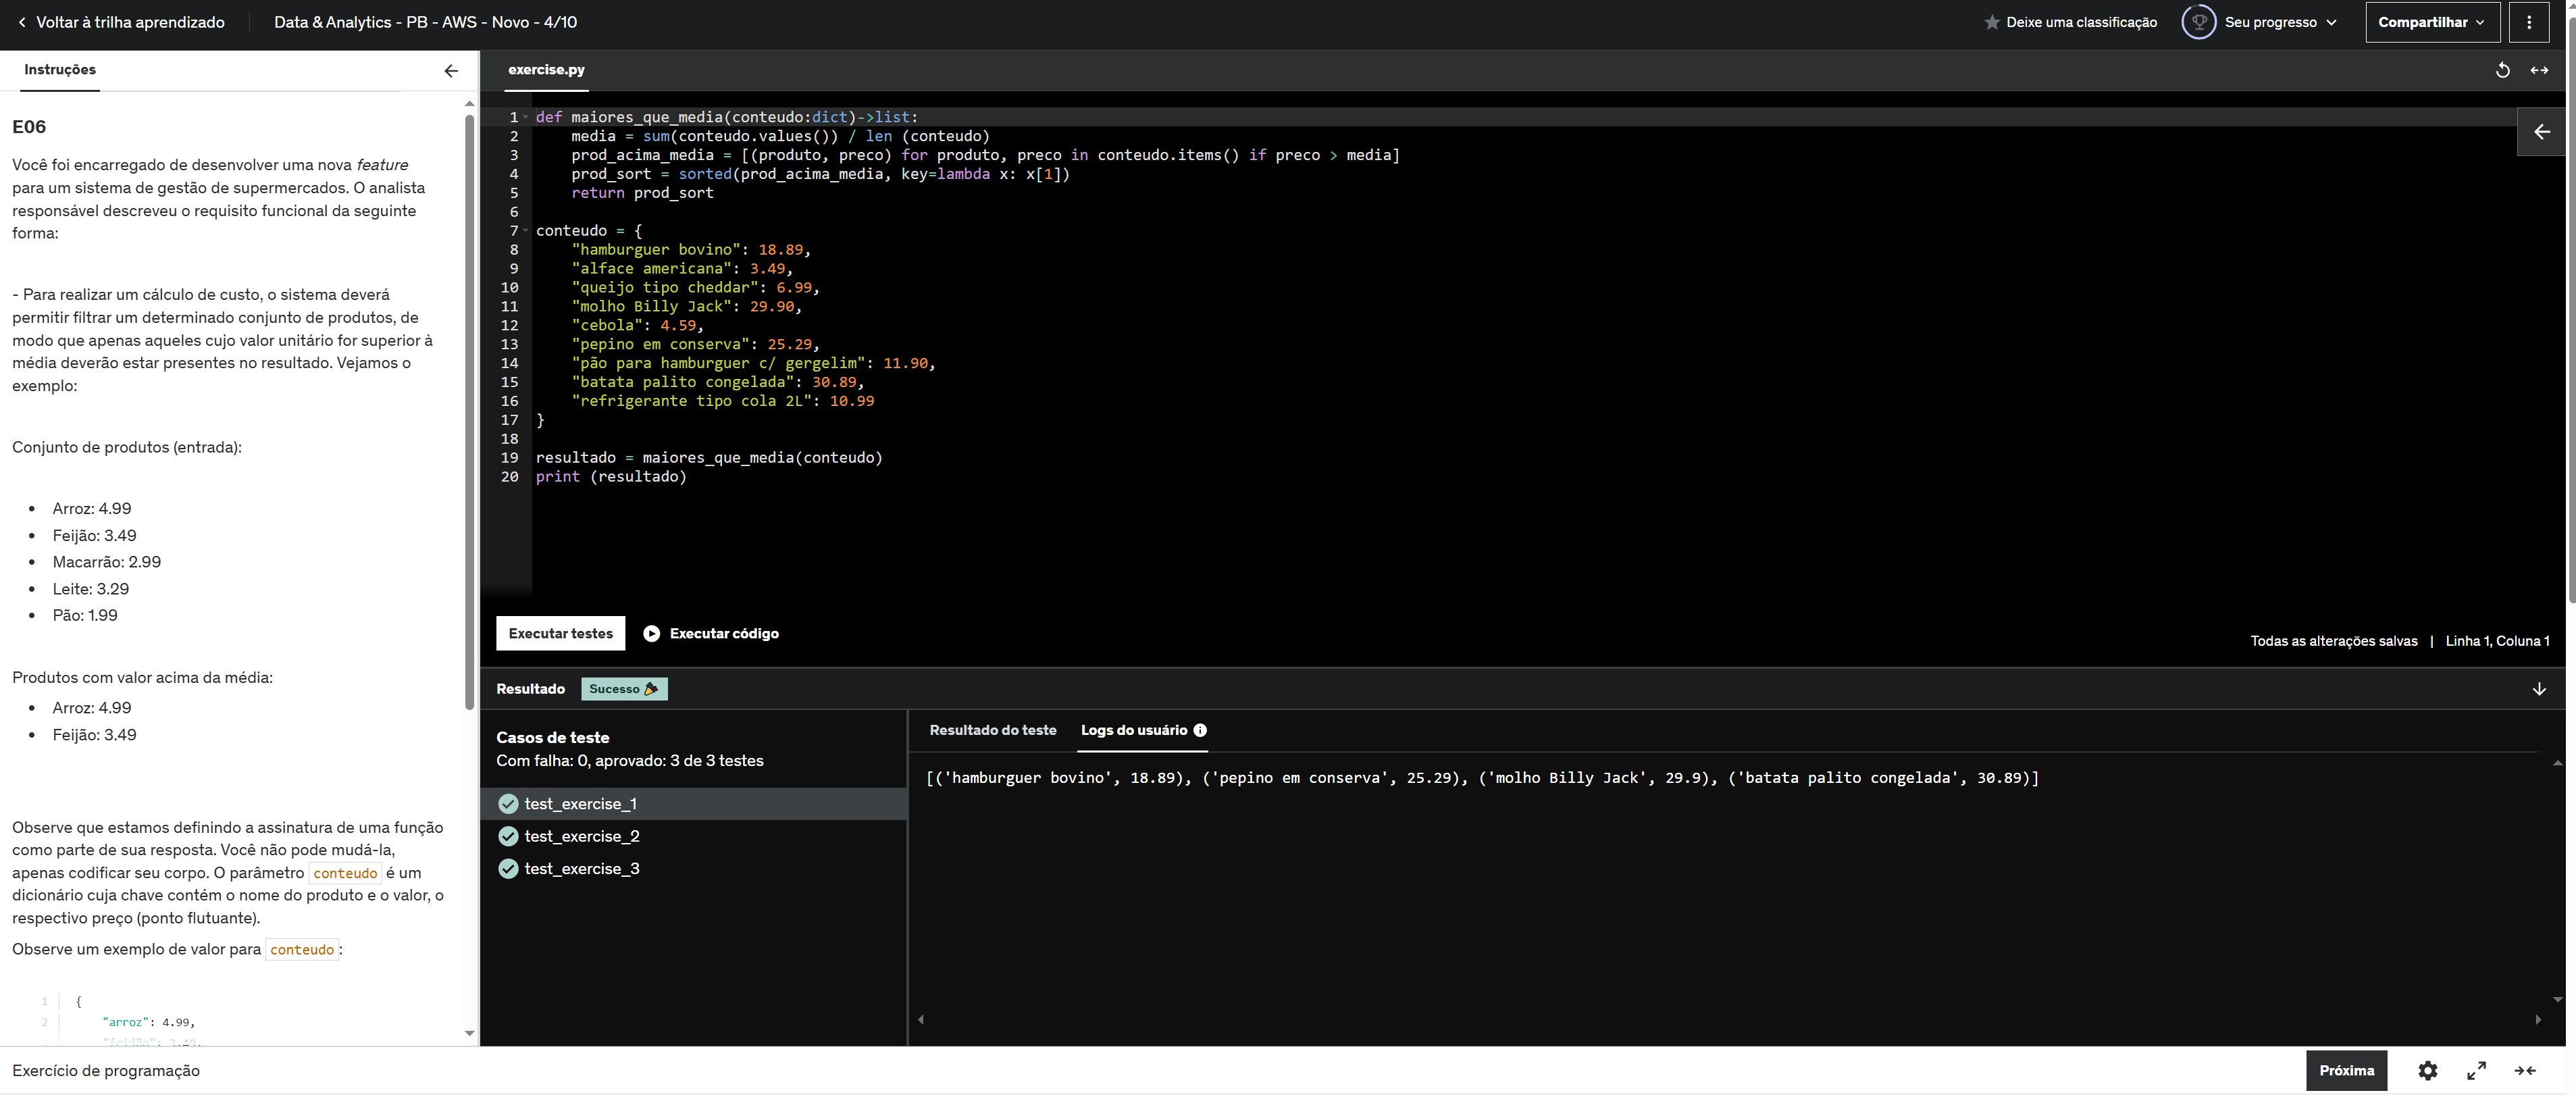 Voltar à trilha aprendizado
Data & Analytics - PB - AWS - Novo - 4/10
Deixe uma classificação
Seu progresso
Compartilhar
Instruções
E06
Você foi encarregado de desenvolver uma nova feature
para um sistema de gestão de supermercados. O analista
responsável descreveu o requisito funcional da seguinte
forma:
- Para realizar um cálculo de custo, o sistema deverá
permitir filtrar um determinado conjunto de produtos, de
modo que apenas aqueles cujo valor unitário for superior à
média deverão estar presentes no resultado. Vejamos o
exemplo:
Conjunto de produtos (entrada):
• Arroz: 4.99
• Feijão: 3.49
• Macarrão: 2.99
• Leite: 3.29
• Pão: 1.99
Produtos com valor acima da média:
• Arroz: 4.99
• Feijão: 3.49
Observe que estamos definindo a assinatura de uma função
como parte de sua resposta. Você não pode mudá-la,
apenas codificar seu corpo. O parâmetro conteudo é um
dicionário cuja chave contém o nome do produto e o valor, o
respectivo preço (ponto flutuante).
Observe um exemplo de valor para conteudo:
1 {
2 "arroz": 4.99,
"feijão": 3.49,
exercise.py
1 def maiores_que_media(conteudo:dict)->list:
2 media = sum(conteudo.values()) / len (conteudo)
3 prod_acima_media = [(produto, preco) for produto, preco in conteudo.items() if preco > media]
4 prod_sort = sorted(prod_acima_media, key=lambda x: x[1])
5 return prod_sort
6
7 conteudo = {
8 "hamburguer bovino": 18.89,
9 "alface americana": 3.49,
10 "queijo tipo cheddar": 6.99,
11 "molho Billy Jack": 29.90,
12 "cebola": 4.59,
13 "pepino em conserva": 25.29,
14 "pão para hamburguer c/ gergelim": 11.90,
15 "batata palito congelada": 30.89,
16 "refrigerante tipo cola 2L": 10.99
17 }
18
19 resultado = maiores_que_media(conteudo)
20 print (resultado)
Executar testes
Executar código
Todas as alterações salvas | Linha 1, Coluna 1
Resultado
Sucesso
Casos de teste
Com falha: 0, aprovado: 3 de 3 testes
test_exercise_1
test_exercise_2
test_exercise_3
Resultado do teste
Logs do usuário
[('hamburguer bovino', 18.89), ('pepino em conserva', 25.29), ('molho Billy Jack', 29.9), ('batata palito congelada', 30.89)]
Exercício de programação
Próxima